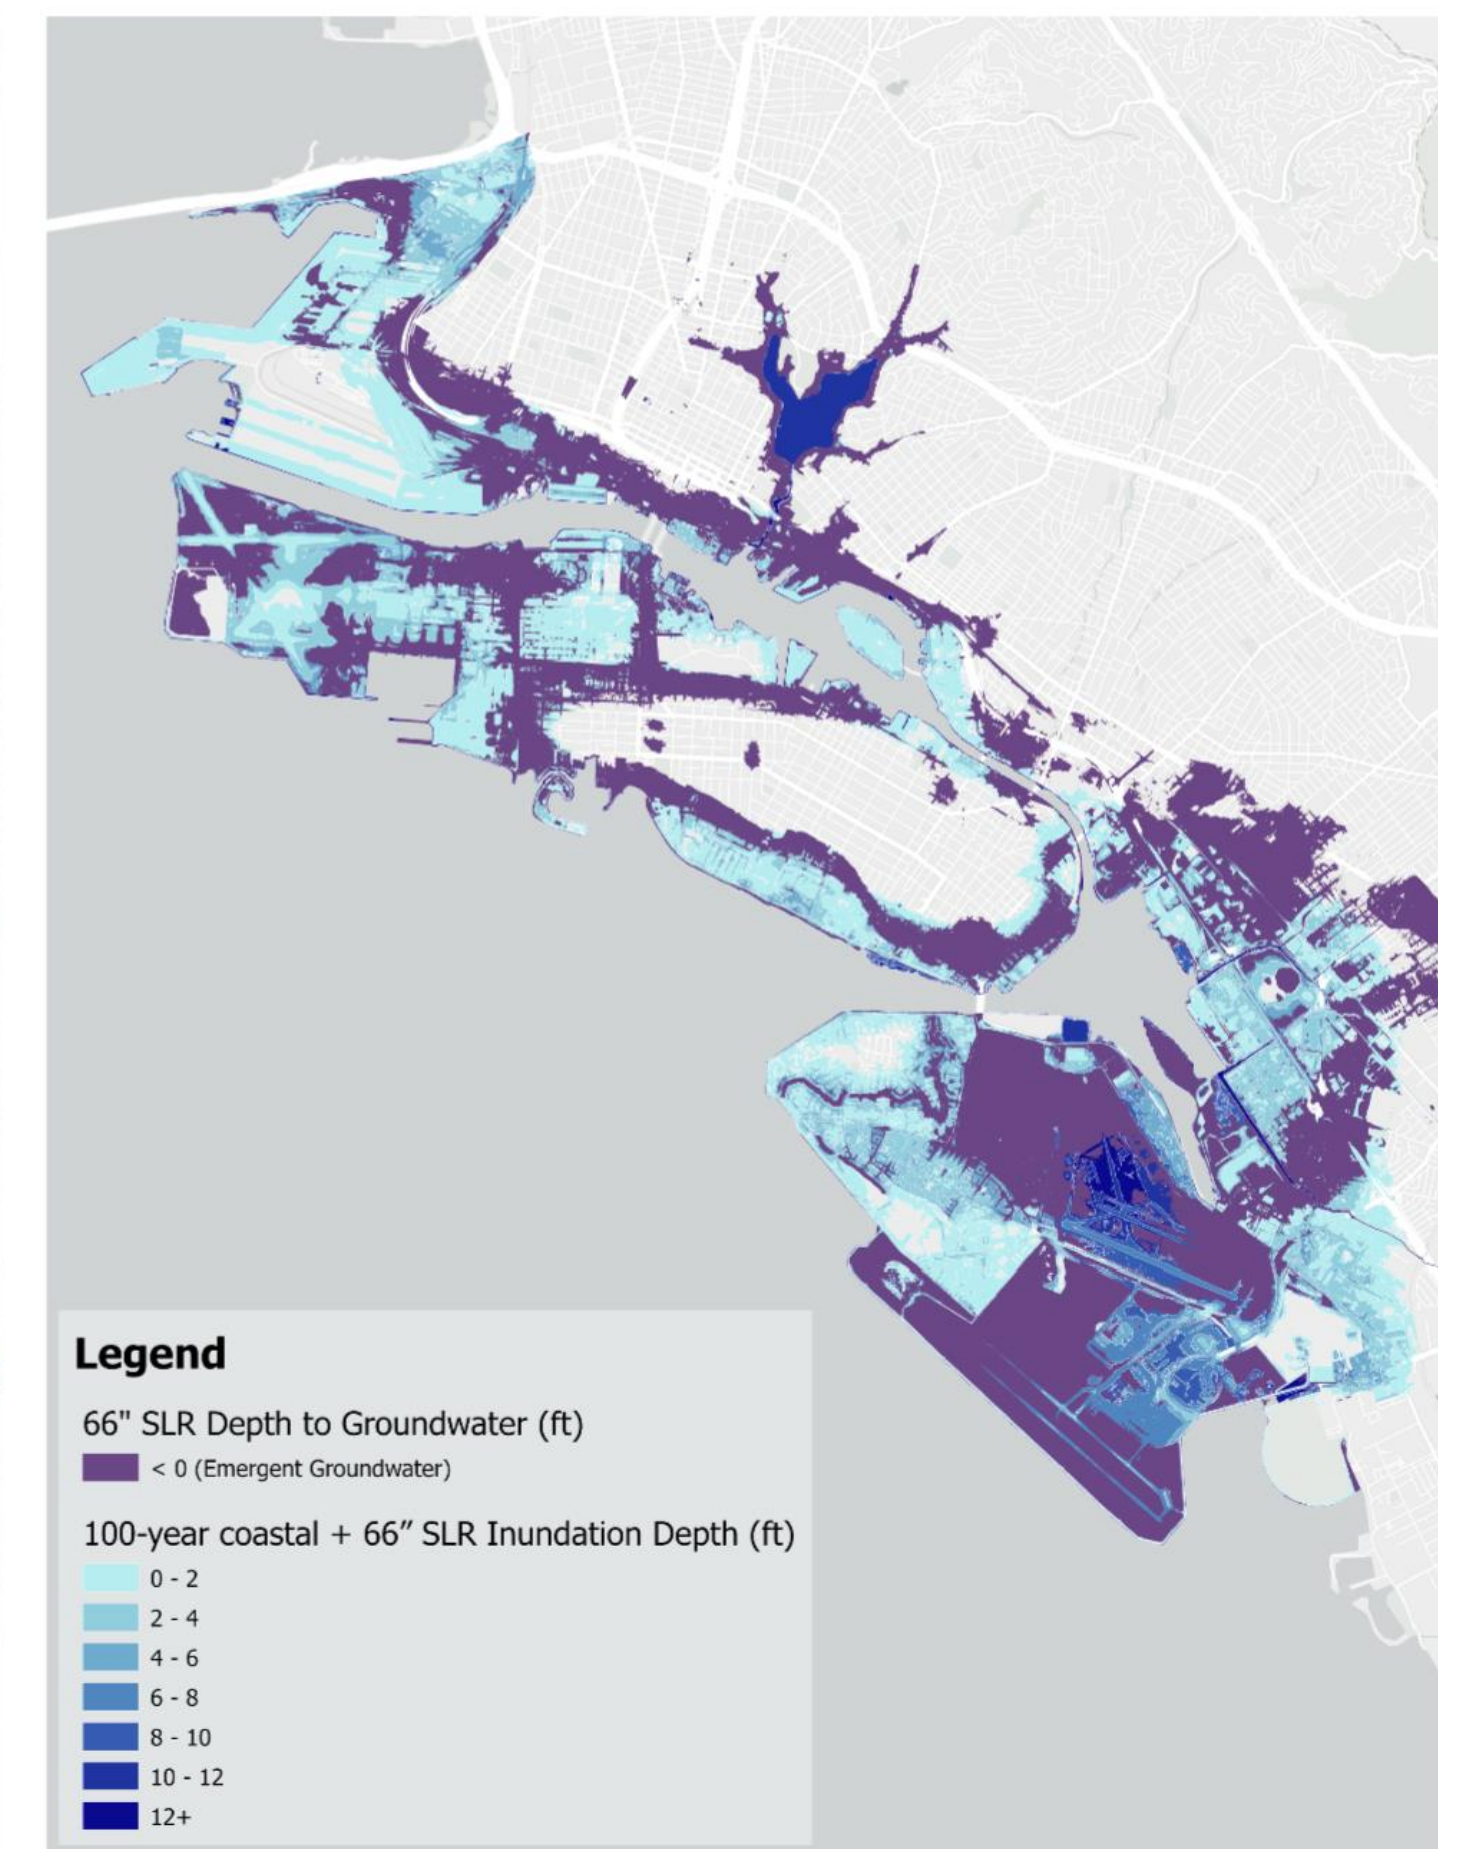 Legend
66" SLR Depth to Groundwater (ft)
< 0 (Emergent Groundwater)
100-year coastal + 66” SLR Inundation Depth (ft)
0 - 2
2 - 4
4 - 6
6 - 8
8 - 10
10 - 12
12+